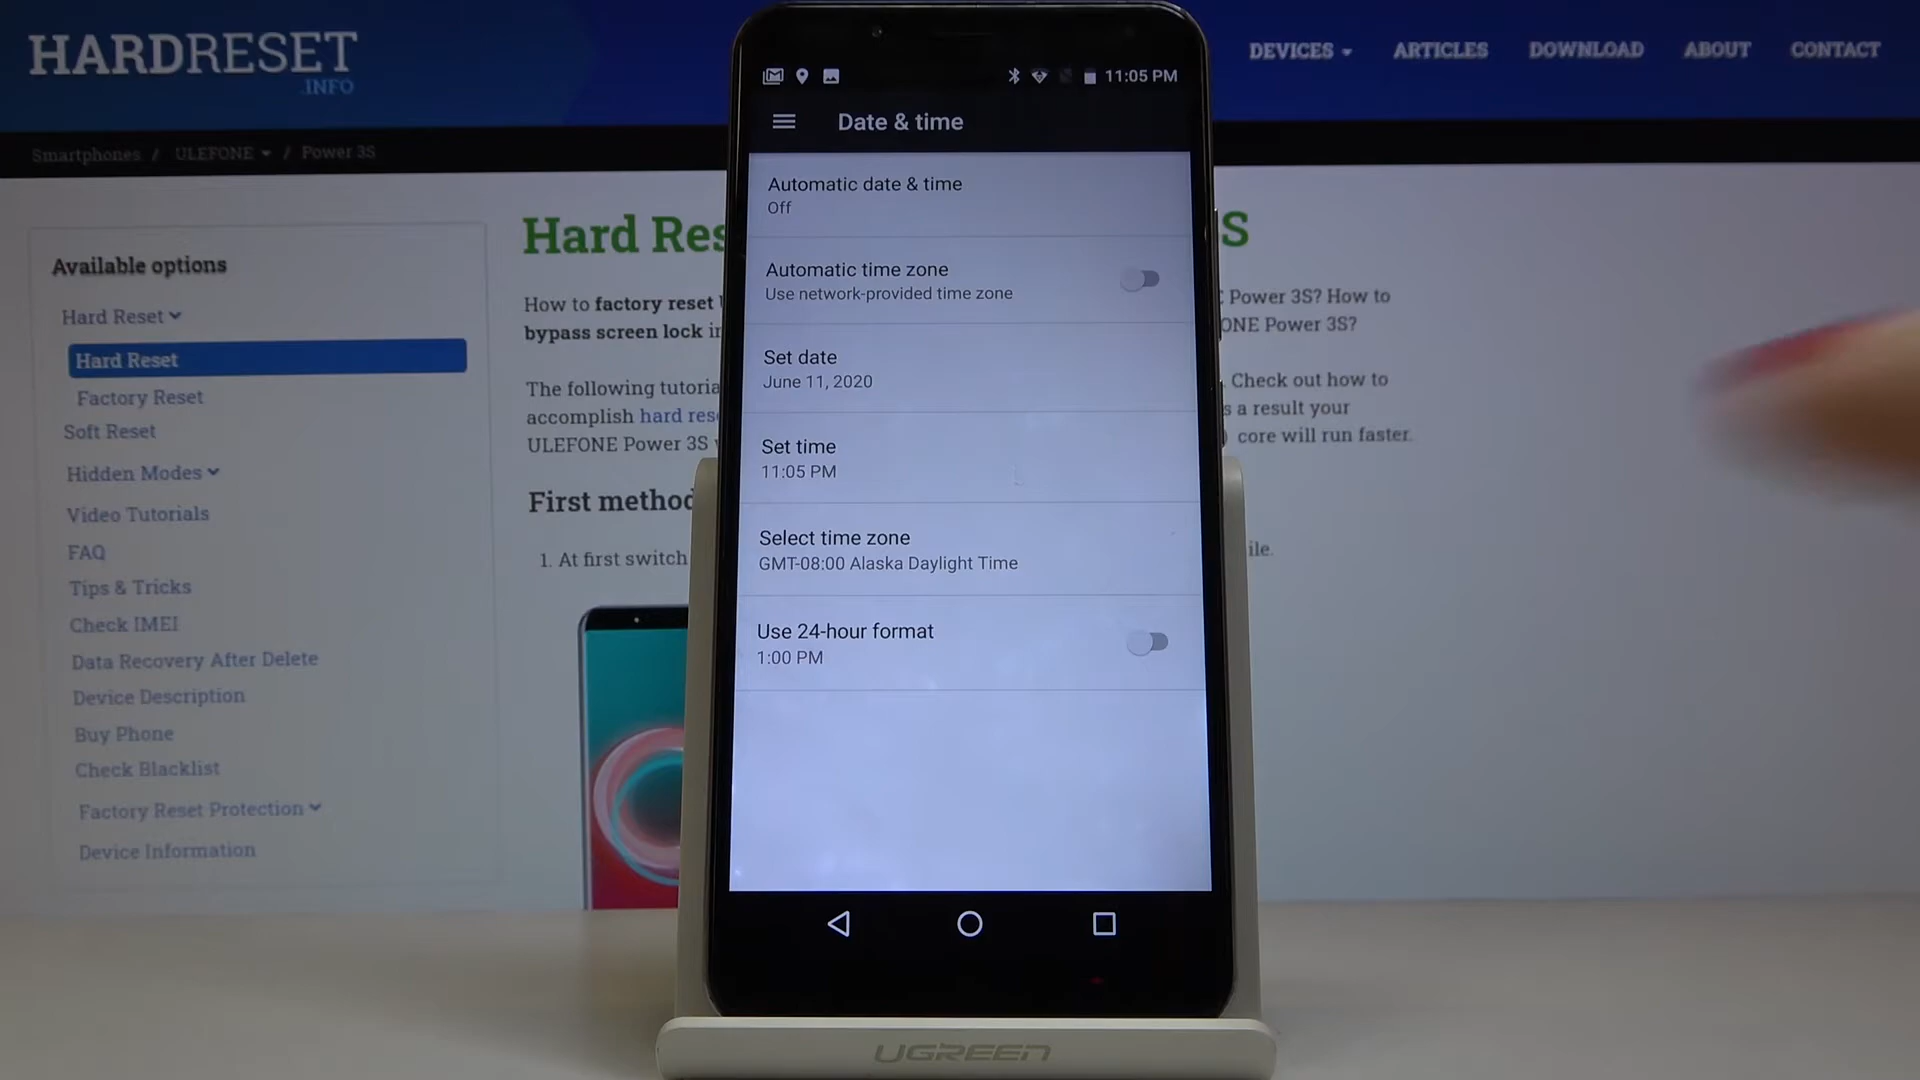 HARDRESET
.INFO
DEVICES
ARTICLES
DOWNLOAD
ABOUT
CONTACT
Smartphones / ULEFONE / Power 3S
Available options
Hard Reset
Hard Reset
Factory Reset
Soft Reset
Hidden Modes
Video Tutorials
FAQ
Tips & Tricks
Check IMEI
Data Recovery After Delete
Device Description
Buy Phone
Check Blacklist
Factory Reset Protection
Device Information
Hard Res
S
How to factory reset
Power 3S? How to
bypass screen lock in
ONE Power 3S?
The following tutoria
Check out how to
accomplish hard res
s a result your
ULEFONE Power 3S
core will run faster.
First method
1. At first switch
ile.
11:05 PM
Date & time
Automatic date & time
Off
Automatic time zone
Use network-provided time zone
Set date
June 11, 2020
Set time
11:05 PM
Select time zone
GMT-08:00 Alaska Daylight Time
Use 24-hour format
1:00 PM
UGREEN